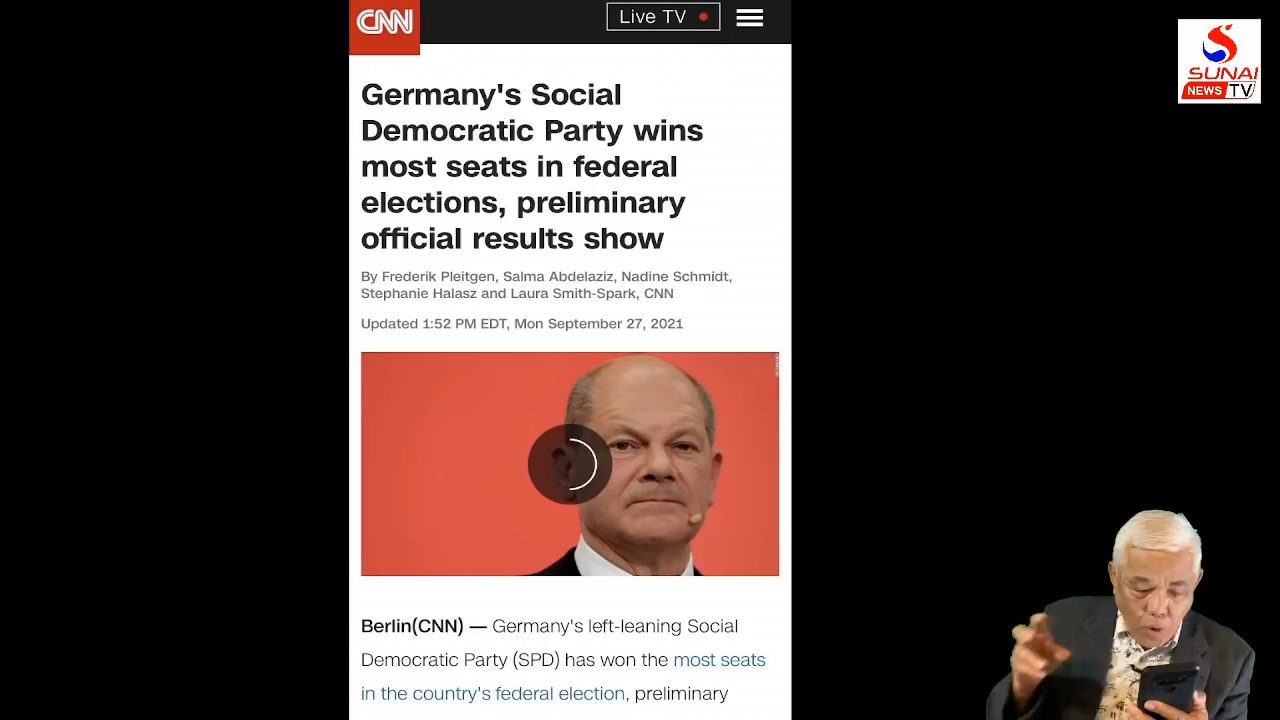 CNN
Live TV
SUNAI
NEWS TV
Germany's Social
Democratic Party wins
most seats in federal
elections, preliminary
official results show
By Frederik Pleitgen, Salma Abdelaziz, Nadine Schmidt,
Stephanie Halasz and Laura Smith-Spark, CNN
Updated 1:52 PM EDT, Mon September 27, 2021
Berlin(CNN) — Germany's left-leaning Social
Democratic Party (SPD) has won the most seats
in the country's federal election, preliminary